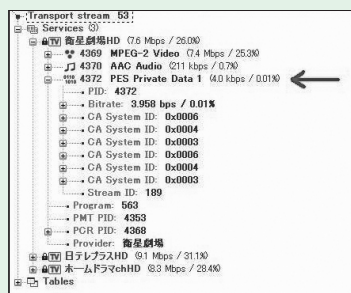 Transport stream 53:
Services (3)
衛星劇場HD (7.6 Mbps / 26.0%)
4369 MPEG-2 Video (7.4 Mbps / 25.3%)
4370 AAC Audio (211 kbps / 0.7%)
4372 PES Private Data 1 (4.0 kbps / 0.01%)
PID: 4372
Bitrate: 3.958 bps / 0.01%
CA System ID: 0x0006
CA System ID: 0x0004
CA System ID: 0x0003
CA System ID: 0x0006
CA System ID: 0x0004
CA System ID: 0x0003
Stream ID: 189
Program: 563
PMT PID: 4353
PCR PID: 4368
Provider: 衛星劇場
日テレプラスHD (9.1 Mbps / 31.1%)
ホームドラマchHD (8.3 Mbps / 28.4%)
Tables